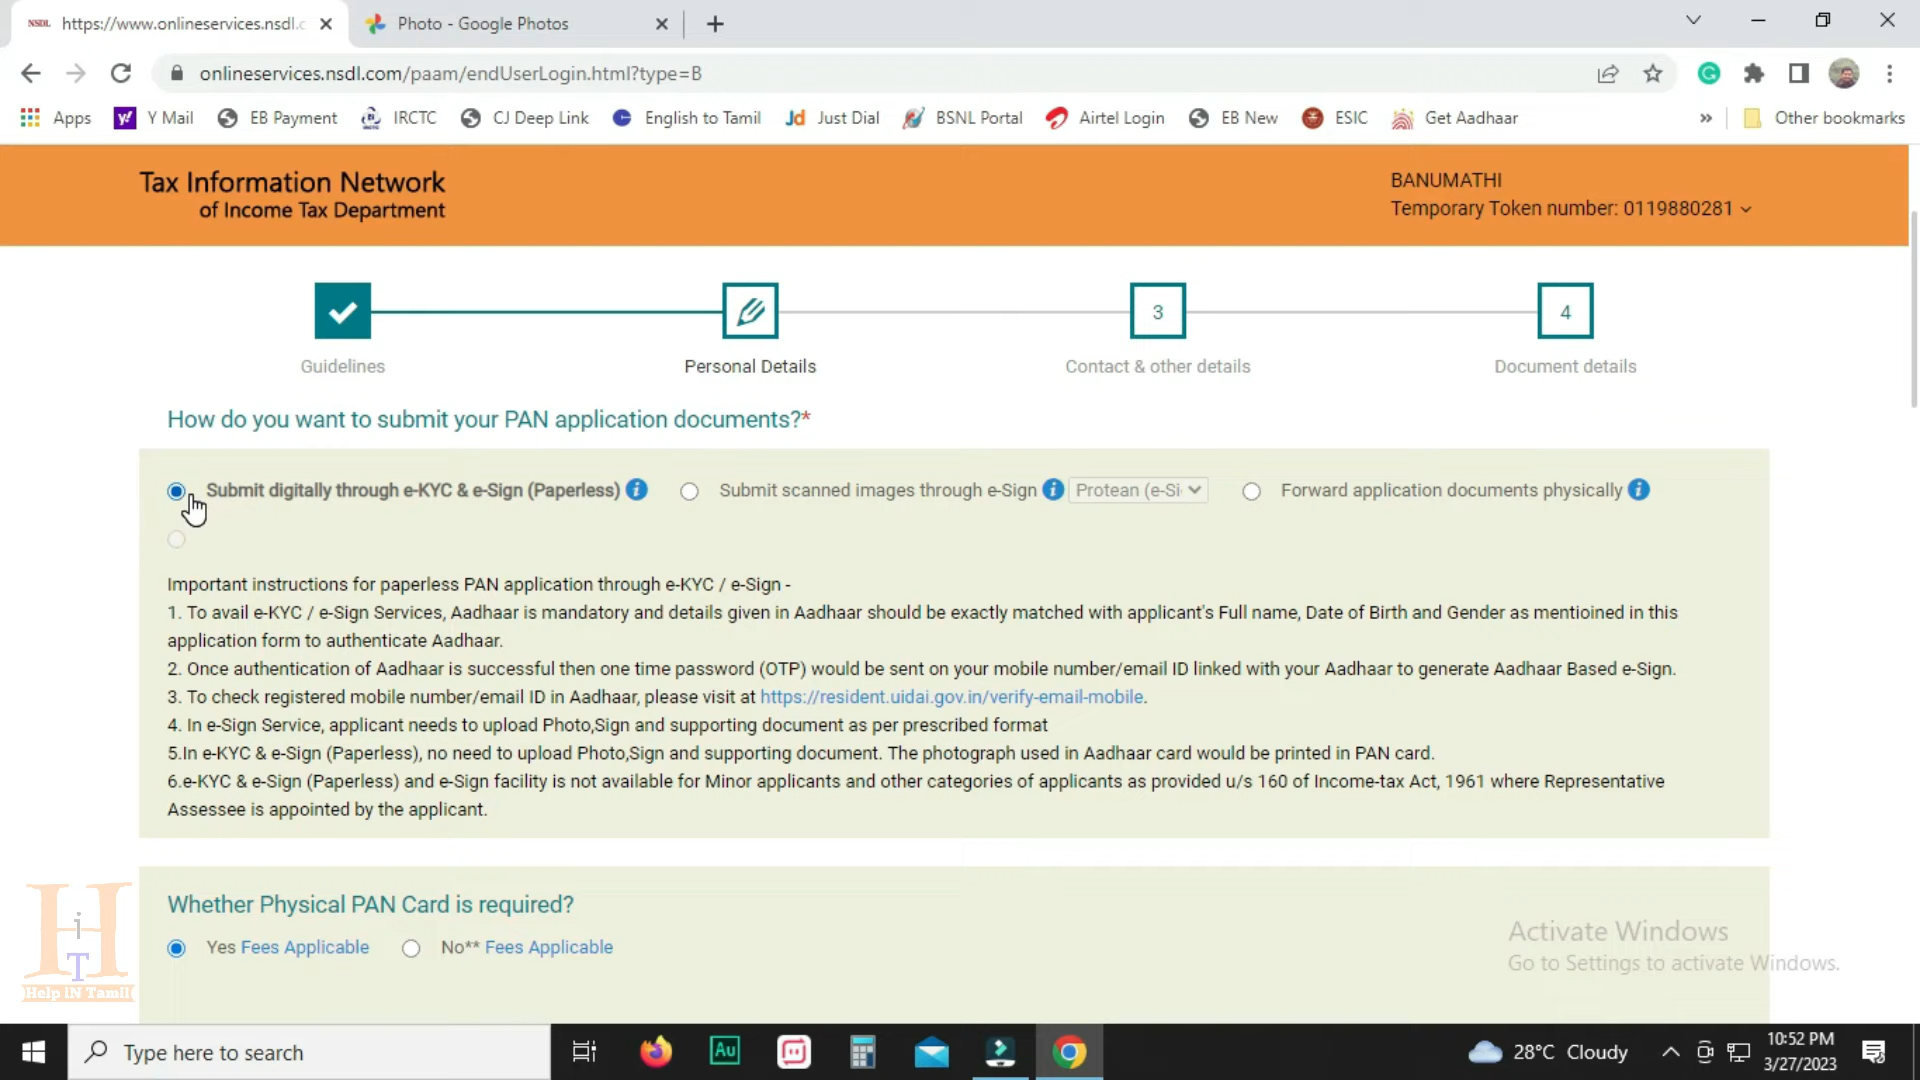 NSDL https://www.onlineservices.nsdl.c
Photo - Google Photos
onlineservices.nsdl.com/paam/endUserLogin.html?type=B
Apps Y Mail EB Payment IRCTC CJ Deep Link English to Tamil Jd Just Dial BSNL Portal Airtel Login EB New ESIC Get Aadhaar » Other bookmarks
Tax Information Network
of Income Tax Department
BANUMATHI
Temporary Token number: 0119880281
3
4
Guidelines
Personal Details
Contact & other details
Document details
How do you want to submit your PAN application documents?*
Submit digitally through e-KYC & e-Sign (Paperless) i Submit scanned images through e-Sign i Protean (e-Si Forward application documents physically i
Important instructions for paperless PAN application through e-KYC / e-Sign -
1. To avail e-KYC / e-Sign Services, Aadhaar is mandatory and details given in Aadhaar should be exactly matched with applicant's Full name, Date of Birth and Gender as mentioined in this
application form to authenticate Aadhaar.
2. Once authentication of Aadhaar is successful then one time password (OTP) would be sent on your mobile number/email ID linked with your Aadhaar to generate Aadhaar Based e-Sign.
3. To check registered mobile number/email ID in Aadhaar, please visit at https://resident.uidai.gov.in/verify-email-mobile.
4. In e-Sign Service, applicant needs to upload Photo,Sign and supporting document as per prescribed format
5.In e-KYC & e-Sign (Paperless), no need to upload Photo,Sign and supporting document. The photograph used in Aadhaar card would be printed in PAN card.
6.e-KYC & e-Sign (Paperless) and e-Sign facility is not available for Minor applicants and other categories of applicants as provided u/s 160 of Income-tax Act, 1961 where Representative
Assessee is appointed by the applicant.
Whether Physical PAN Card is required?
Yes Fees Applicable No** Fees Applicable
HiT
Help iN Tamil
Activate Windows
Go to Settings to activate Windows.
Type here to search
Au
28°C Cloudy
10:52 PM
3/27/2023